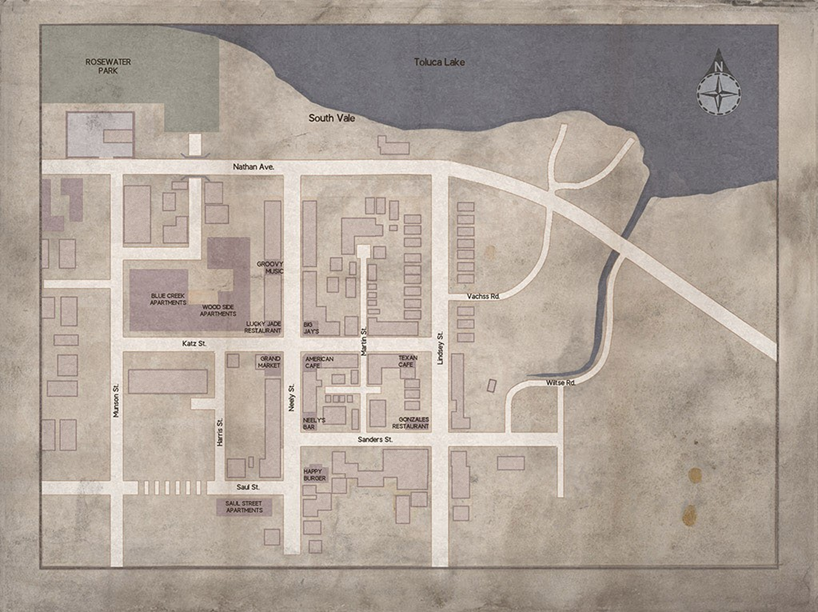 ROSEWATER
PARK
Toluca Lake
N
South Vale
Nathan Ave.
GROOVY
MUSIC
BLUE CREEK
APARTMENTS
WOOD SIDE
APARTMENTS
Vachss Rd.
LUCKY JADE
RESTAURANT
BIG
JAY'S
Martin St.
Lindsey St.
Katz St.
GRAND
MARKET
AMERICAN
CAFE
TEXAN
CAFE
Wiltse Rd.
Munson St.
Neely St.
Harris St.
NEELY'S
BAR
GONZALES
RESTAURANT
Sanders St.
HAPPY
BURGER
Saul St.
SAUL STREET
APARTMENTS